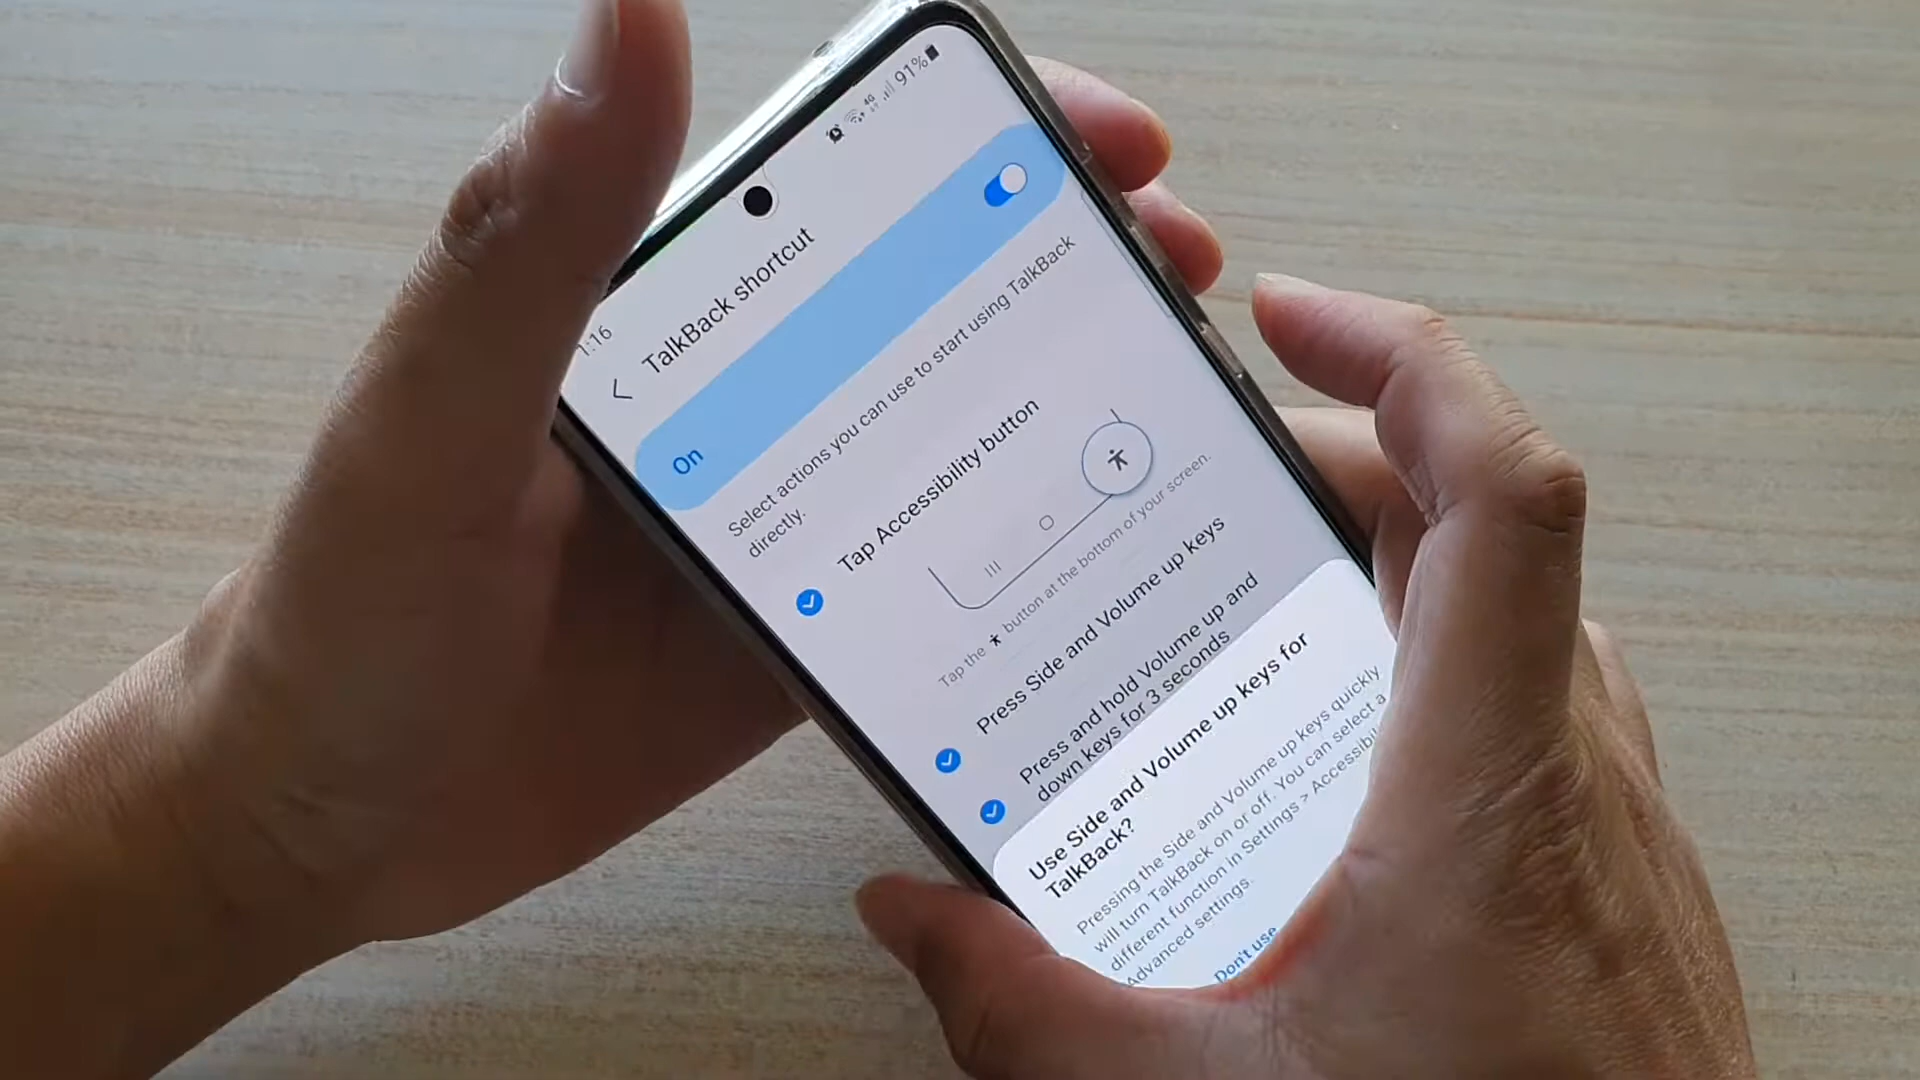 1:16
4G
91%
TalkBack shortcut
On
Select actions you can use to start using TalkBack
directly.
Tap Accessibility button
Tap the button at the bottom of your screen.
Press Side and Volume up keys
Press and hold Volume up and
down keys for 3 seconds
Use Side and Volume up keys for
TalkBack?
Pressing the Side and Volume up keys quickly
will turn TalkBack on or off. You can select a
different function in Settings > Accessibil
Advanced settings.
Don't use